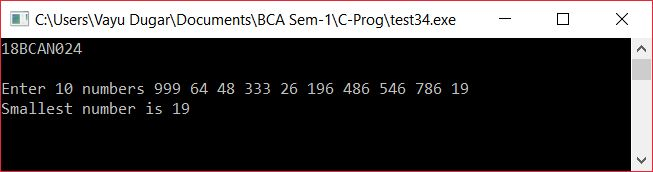 C:\Users\Vayu Dugar\Documents\BCA Sem-1\C-Prog\test34.exe
18BCAN024
Enter 10 numbers 999 64 48 333 26 196 486 546 786 19
Smallest number is 19